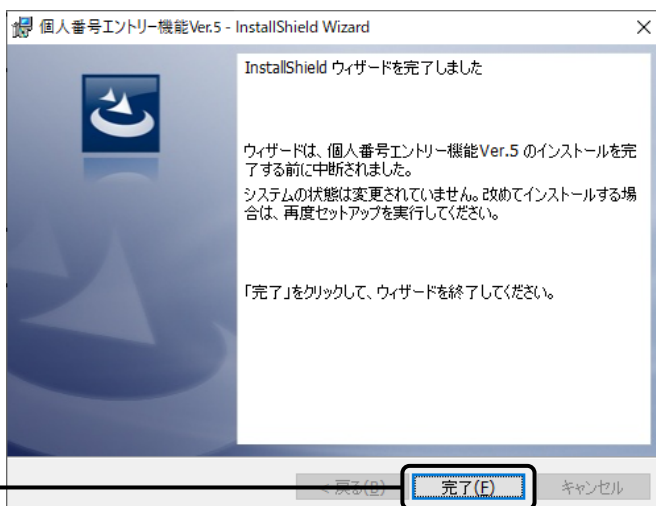 個人番号エントリー機能Ver.5 - InstallShield Wizard
InstallShield ウィザードを完了しました
ウィザードは、個人番号エントリー機能Ver.5 のインストールを完
了する前に中断されました。
システムの状態は変更されていません。改めてインストールする場
合は、再度セットアップを実行してください。
「完了」をクリックして、ウィザードを終了してください。
< 戻る(B) 完了(F) キャンセル